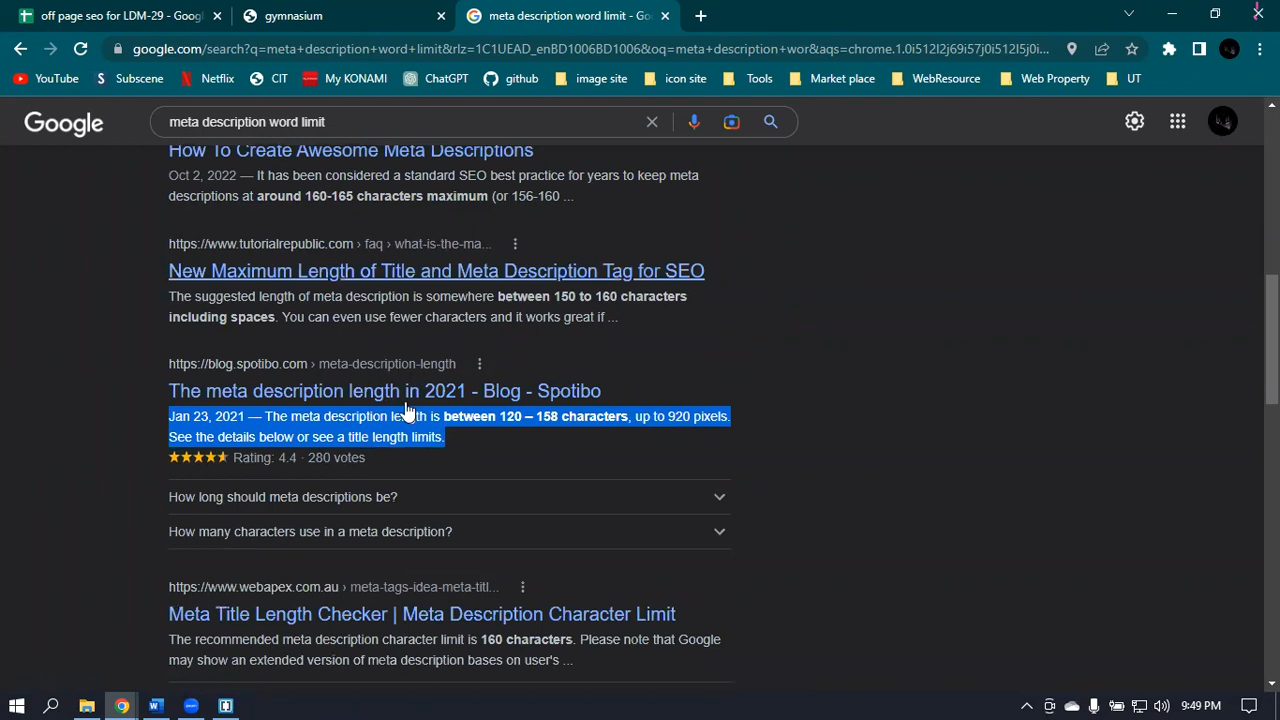 off page seo for LDM-29 - Google
gymnasium
meta description word limit - Go
google.com/search?q=meta+description+word+limit&rlz=1C1UEAD_enBD1006BD1006&oq=meta+description+wor&aqs=chrome.1.0i512l2j69i57j0i512l5j0i...
YouTube
Subscene
Netflix
CIT
My KONAMI
ChatGPT
github
image site
icon site
Tools
Market place
WebResource
Web Property
UT
Google
meta description word limit
How To Create Awesome Meta Descriptions
Oct 2, 2022 — It has been considered a standard SEO best practice for years to keep meta
descriptions at around 160-165 characters maximum (or 156-160 ...
https://www.tutorialrepublic.com › faq › what-is-the-ma...
New Maximum Length of Title and Meta Description Tag for SEO
The suggested length of meta description is somewhere between 150 to 160 characters
including spaces. You can even use fewer characters and it works great if ...
https://blog.spotibo.com › meta-description-length
The meta description length in 2021 - Blog - Spotibo
Jan 23, 2021 — The meta description length is between 120 – 158 characters, up to 920 pixels.
See the details below or see a title length limits.
Rating: 4.4 · 280 votes
How long should meta descriptions be?
How many characters use in a meta description?
https://www.webapex.com.au › meta-tags-idea-meta-titl...
Meta Title Length Checker | Meta Description Character Limit
The recommended meta description character limit is 160 characters. Please note that Google
may show an extended version of meta description bases on user's ...
9:49 PM